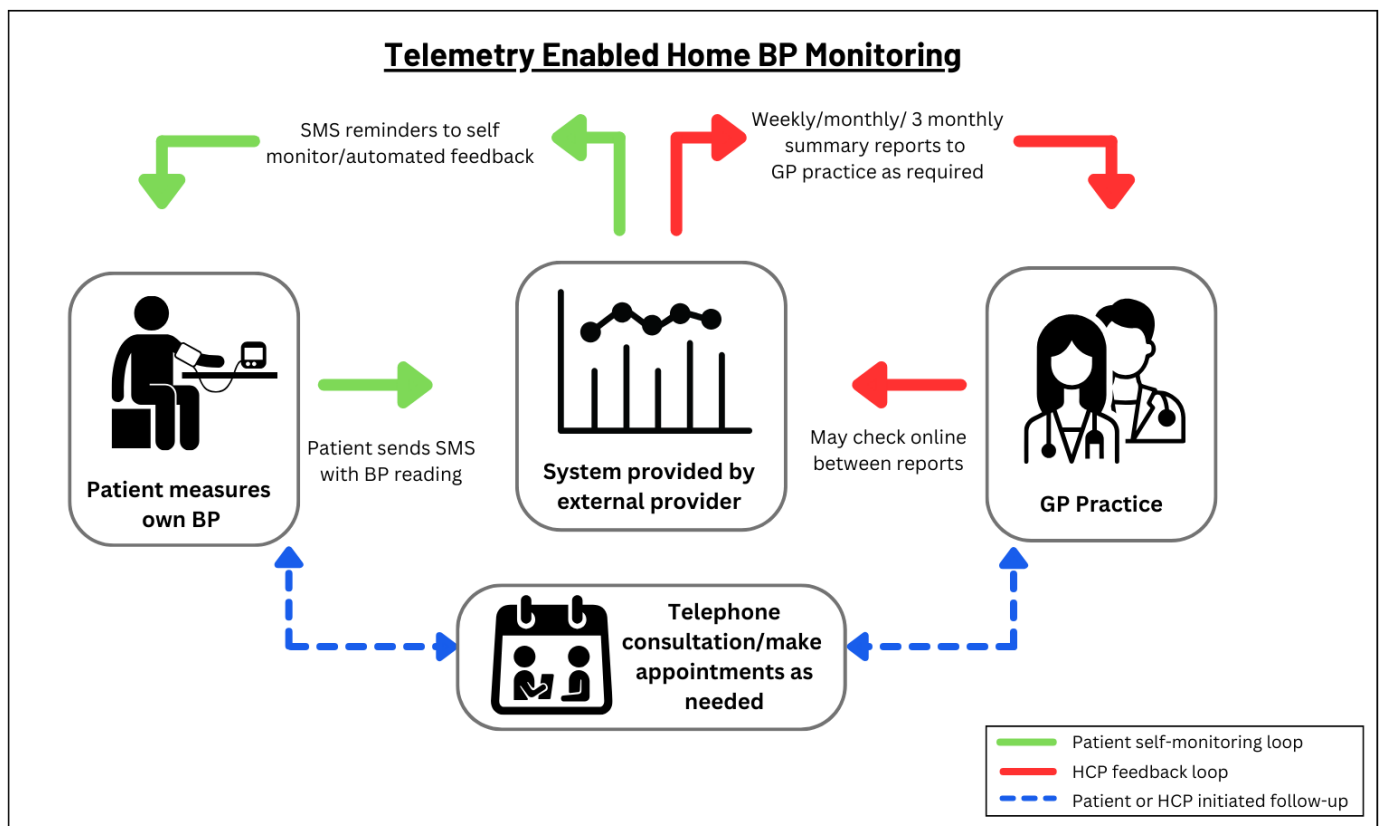 Telemetry Enabled Home BP Monitoring
SMS reminders to self
monitor/automated feedback
Weekly/monthly/ 3 monthly
summary reports to
GP practice as required
Patient measures
own BP
Patient sends SMS
with BP reading
System provided by
external provider
May check online
between reports
GP Practice
Telephone
consultation/make
appointments as
needed
Patient self-monitoring loop
HCP feedback loop
Patient or HCP initiated follow-up